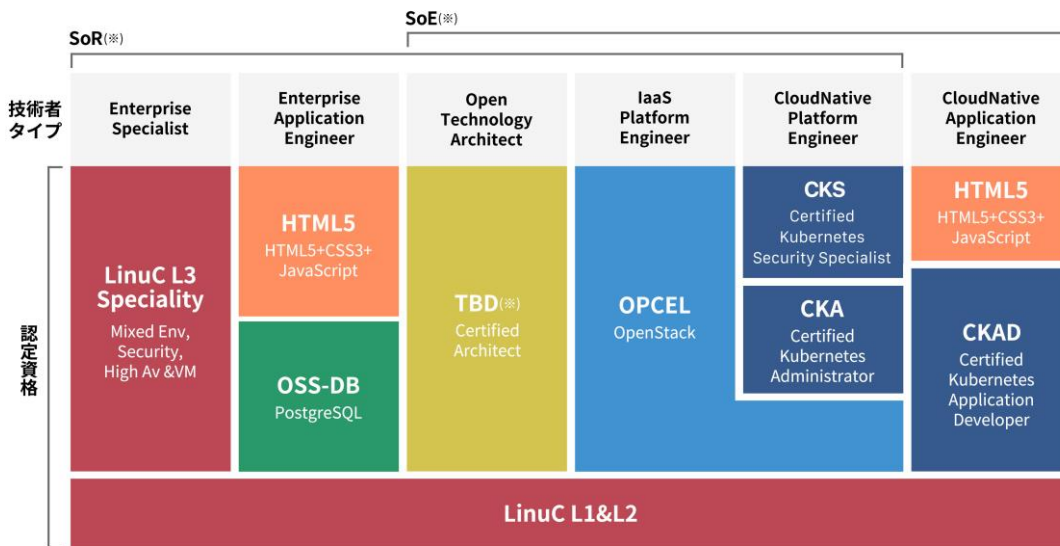 SoE(※)
SoR(※)
技術者
タイプ
Enterprise
Specialist
Enterprise
Application
Engineer
Open
Technology
Architect
IaaS
Platform
Engineer
CloudNative
Platform
Engineer
CloudNative
Application
Engineer
認定資格
LinuC L3
Speciality
Mixed Env,
Security,
High Av &VM
HTML5
HTML5+CSS3+
JavaScript
OSS-DB
PostgreSQL
TBD(※)
Certified
Architect
OPCEL
OpenStack
CKS
Certified
Kubernetes
Security Specialist
CKA
Certified
Kubernetes
Administrator
HTML5
HTML5+CSS3+
JavaScript
CKAD
Certified
Kubernetes
Application
Developer
LinuC L1&L2